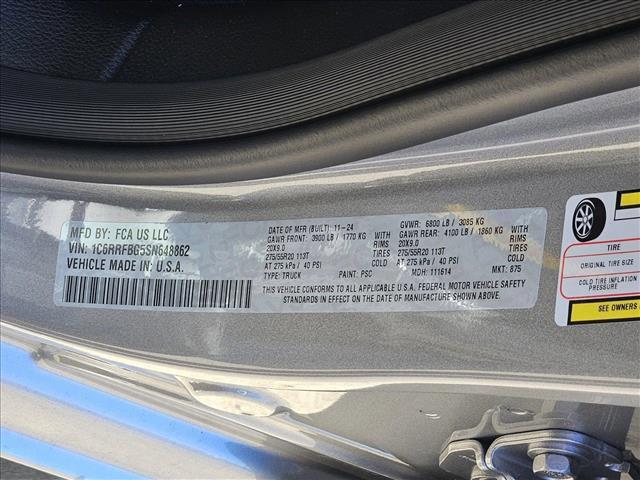 MFD BY: FCA US LLC
VIN: 1C6RRFBG5SN648862
VEHICLE MADE IN U.S.A.
DATE OF MFR (BUILT): 11-24
GAWR FRONT: 3900 LB / 1770 KG WITH
20X9.0 RIMS
275/55R20 113T TIRES
AT 275 kPa / 40 PSI COLD
TYPE: TRUCK PAINT: PSC
GVWR: 6800 LB / 3085 KG
GAWR REAR: 4100 LB / 1860 KG WITH
20X9.0 RIMS
275/55R20 113T TIRES
AT 275 kPa / 40 PSI COLD
MDH: 111614 MKT: 875
THIS VEHICLE CONFORMS TO ALL APPLICABLE U.S.A. FEDERAL MOTOR VEHICLE SAFETY
STANDARDS IN EFFECT ON THE DATE OF MANUFACTURE SHOWN ABOVE.
TIRE
ORIGINAL TIRE SIZE
COLD TIRE INFLATION
PRESSURE
SEE OWNERS